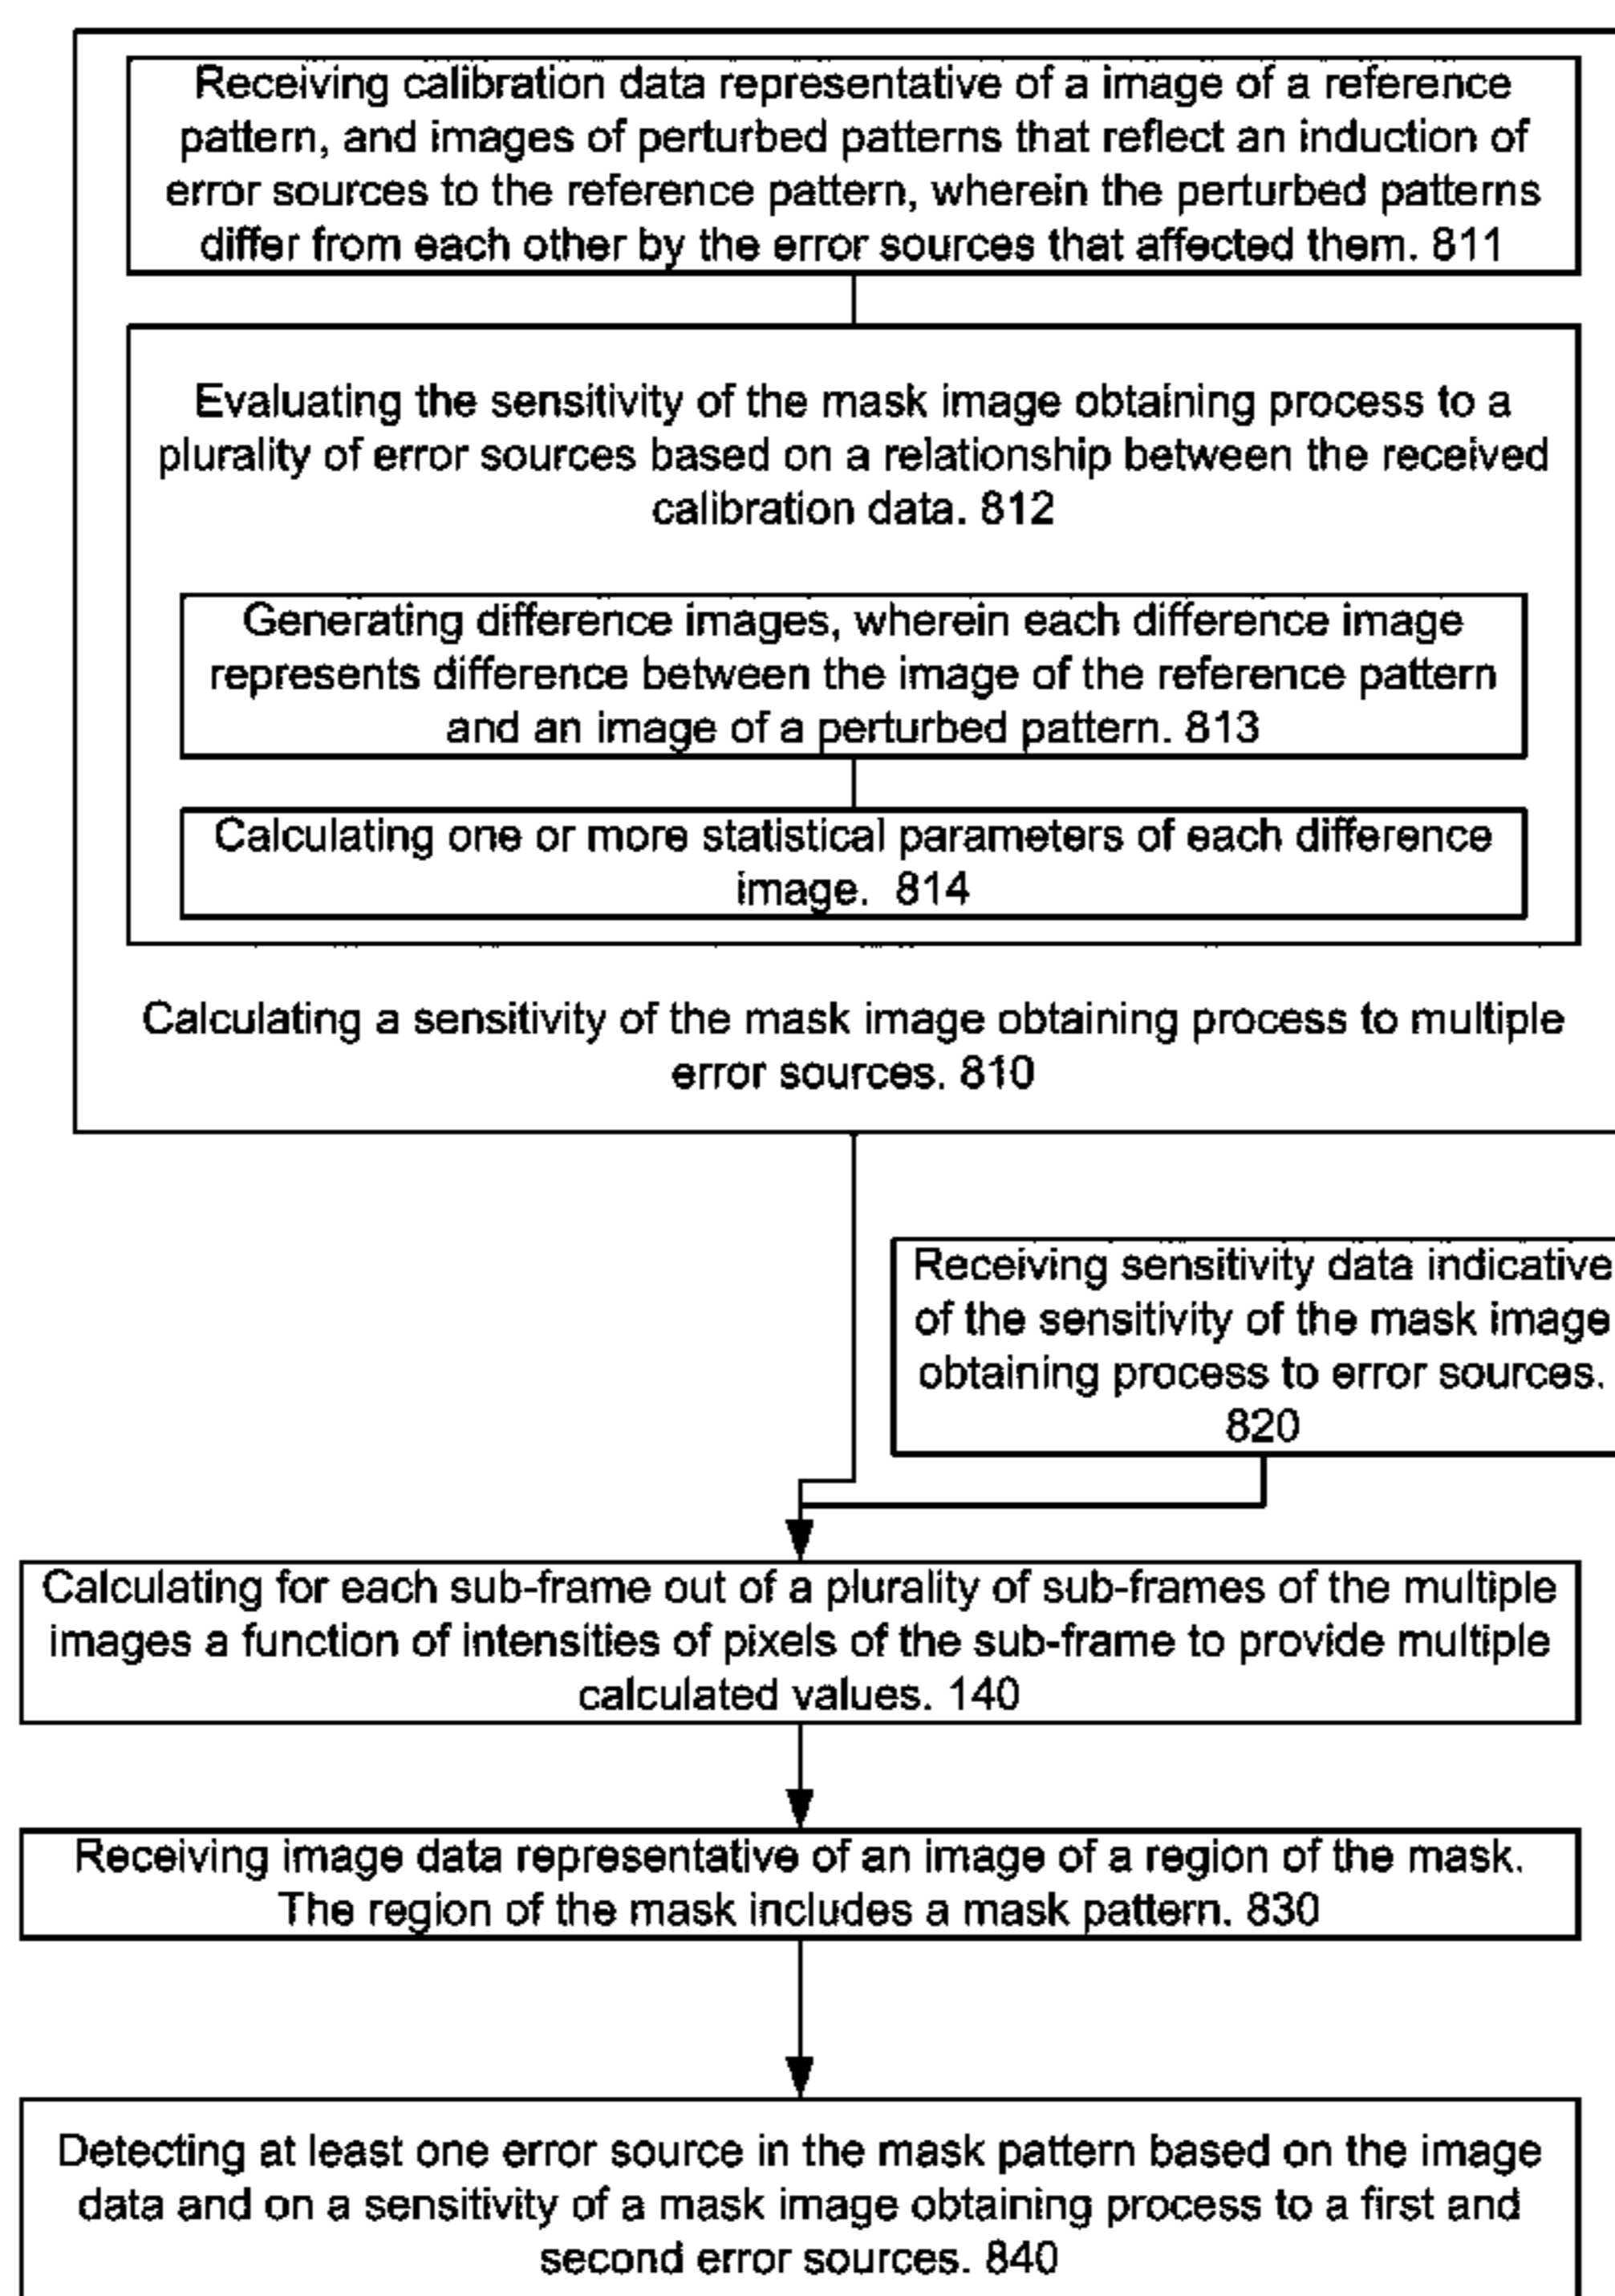 Receiving calibration data representative of a image of a reference
pattern, and images of perturbed patterns that reflect an induction of
error sources to the reference pattern, wherein the perturbed patterns
differ from each other by the error sources that affected them. 811
Evaluating the sensitivity of the mask image obtaining process to a
plurality of error sources based on a relationship between the received
calibration data. 812
Generating difference images, wherein each difference image
represents difference between the image of the reference pattern
and an image of a perturbed pattern. 813
Calculating one or more statistical parameters of each difference
image. 814
Calculating a sensitivity of the mask image obtaining process to multiple
error sources. 810
Receiving sensitivity data indicative
of the sensitivity of the mask image
obtaining process to error sources.
820
Calculating for each sub-frame out of a plurality of sub-frames of the multiple
images a function of intensities of pixels of the sub-frame to provide multiple
calculated values. 140
Receiving image data representative of an image of a region of the mask.
The region of the mask includes a mask pattern. 830
Detecting at least one error source in the mask pattern based on the image
data and on a sensitivity of a mask image obtaining process to a first and
second error sources. 840